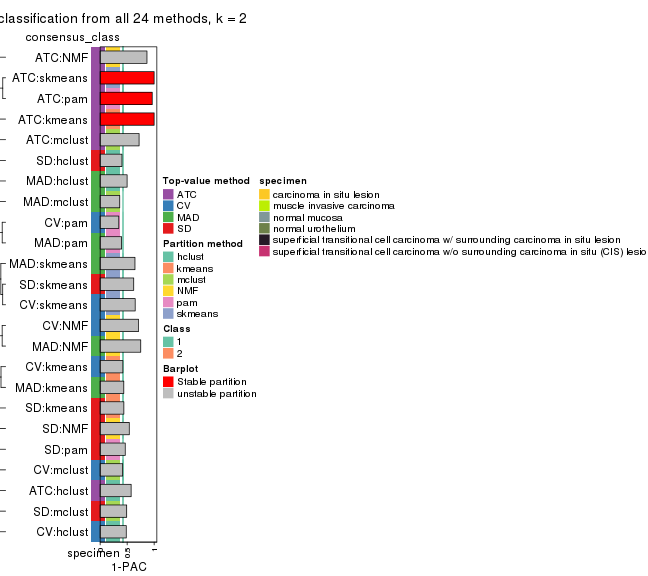 classification from all 24 methods, k = 2
consensus_class
ATC:NMF
ATC:skmeans
ATC:pam
ATC:kmeans
ATC:mclust
SD:hclust
MAD:hclust
MAD:mclust
CV:pam
MAD:pam
MAD:skmeans
SD:skmeans
CV:skmeans
CV:NMF
MAD:NMF
CV:kmeans
MAD:kmeans
SD:kmeans
SD:NMF
SD:pam
CV:mclust
ATC:hclust
SD:mclust
CV:hclust
specimen
0 0.5 1
1-PAC
Top-value method
ATC
CV
MAD
SD
Partition method
hclust
kmeans
mclust
NMF
pam
skmeans
Class
1
2
Barplot
Stable partition
unstable partition
specimen
carcinoma in situ lesion
muscle invasive carcinoma
normal mucosa
normal urothelium
superficial transitional cell carcinoma w/ surrounding carcinoma in situ lesion
superficial transitional cell carcinoma w/o surrounding carcinoma in situ (CIS) lesio